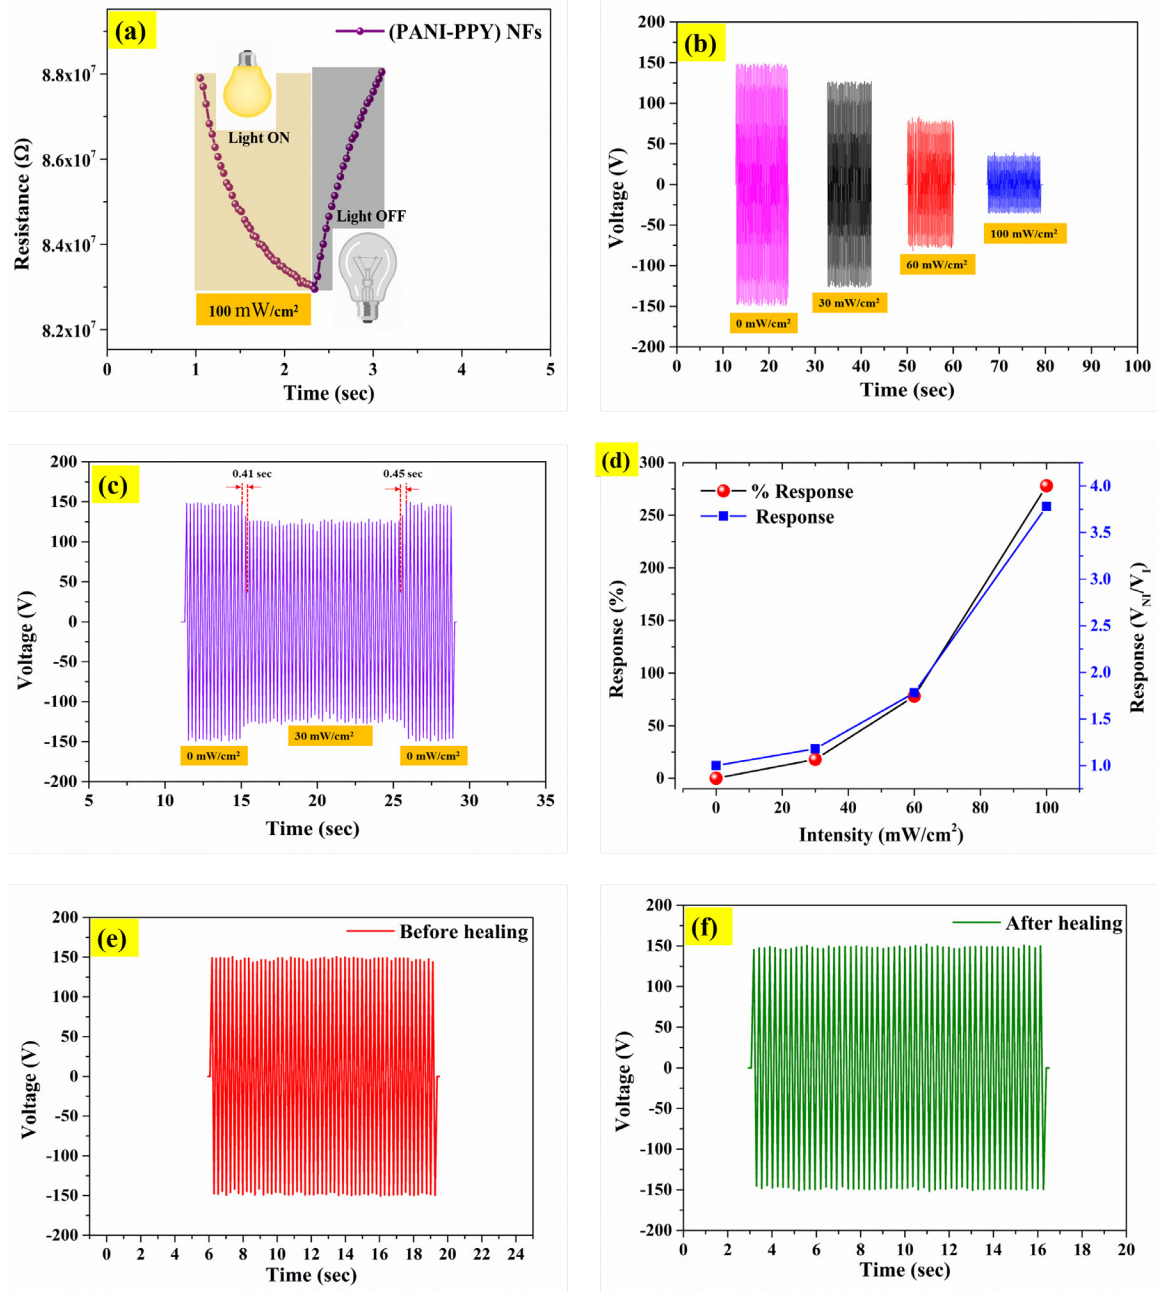 (a)
(PANI-PPY) NFs
8.8x10⁷
8.6x10⁷
8.4x10⁷
8.2x10⁷
Resistance (Ω)
Light ON
Light OFF
100 mW/cm²
0 1 2 3 4 5
Time (sec)
(b)
200
150
100
50
0
-50
-100
-150
-200
Voltage (V)
0 mW/cm²
30 mW/cm²
60 mW/cm²
100 mW/cm²
0 10 20 30 40 50 60 70 80 90 100
Time (sec)
(c)
0.41 sec
0.45 sec
200
150
100
50
0
-50
-100
-150
-200
Voltage (V)
0 mW/cm²
30 mW/cm²
0 mW/cm²
5 10 15 20 25 30 35
Time (sec)
(d)
% Response
Response
300
250
200
150
100
50
0
Response (%)
4.0
3.5
3.0
2.5
2.0
1.5
1.0
Response (V_NI/V_I)
0 20 40 60 80 100
Intensity (mW/cm²)
(e)
Before healing
200
150
100
50
0
-50
-100
-150
-200
Voltage (V)
0 2 4 6 8 10 12 14 16 18 20 22 24
Time (sec)
(f)
After healing
200
150
100
50
0
-50
-100
-150
-200
Voltage (V)
0 2 4 6 8 10 12 14 16 18 20
Time (sec)